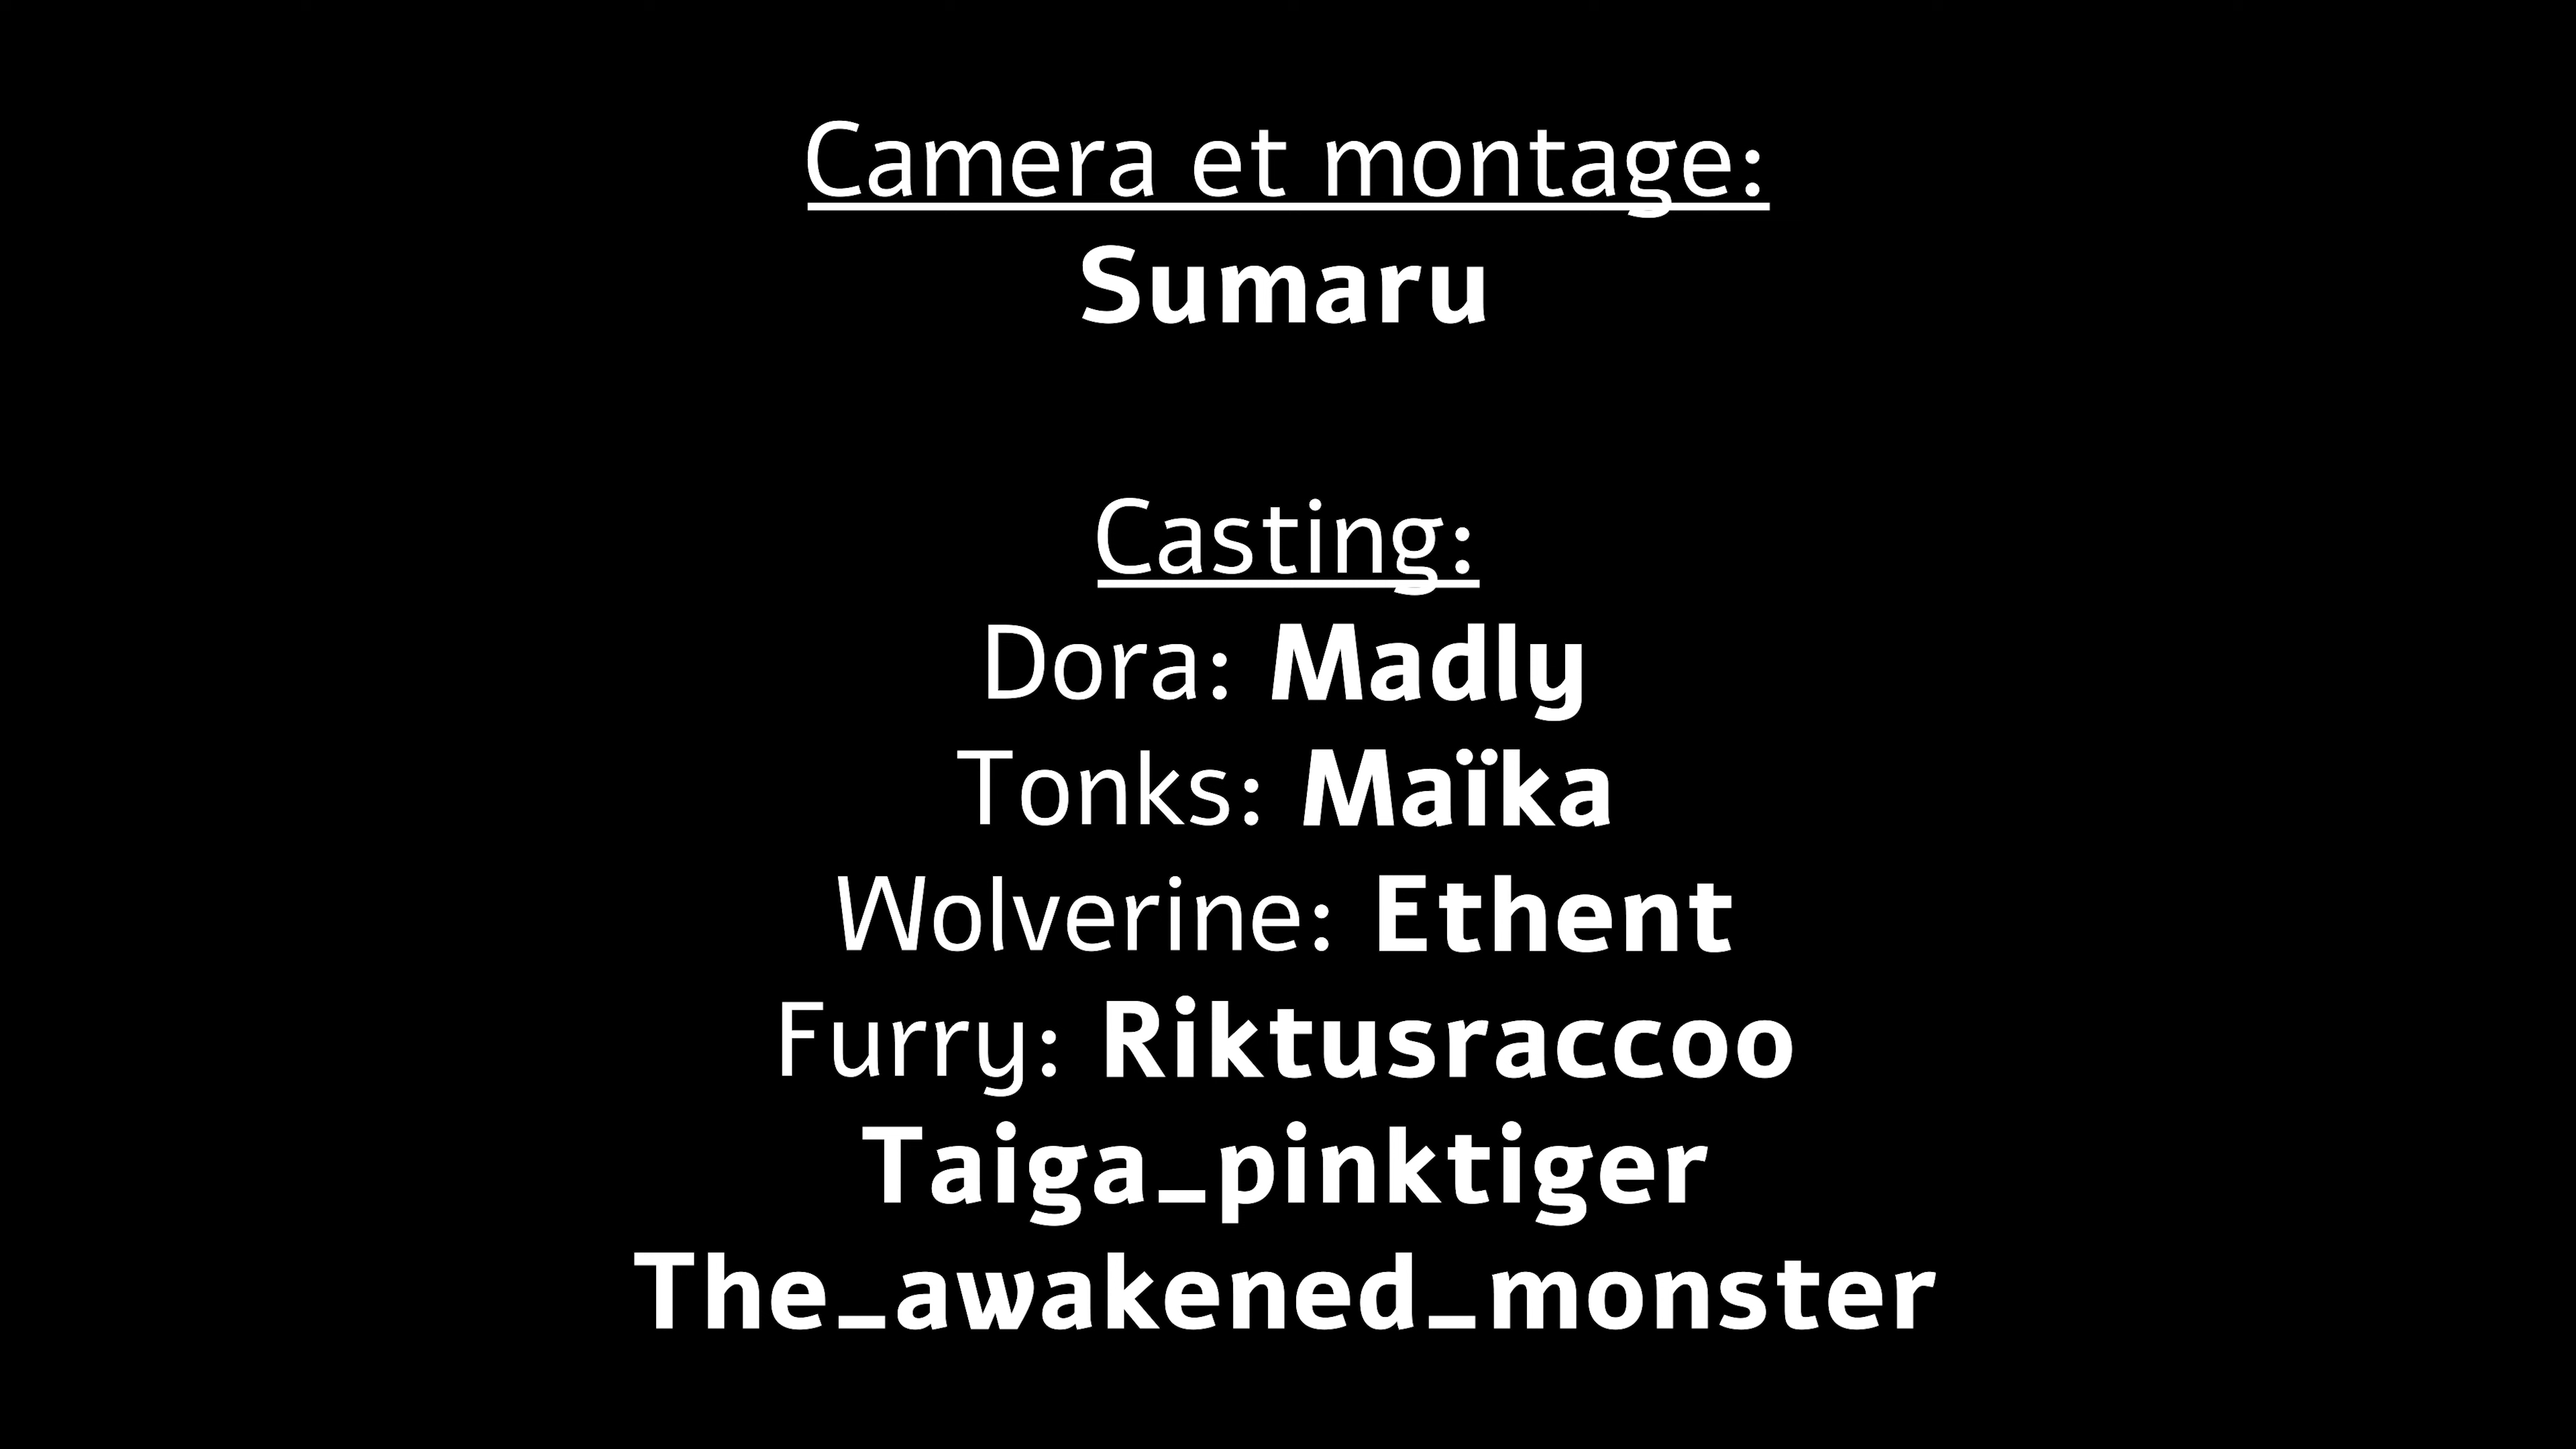 Camera et montage:
Sumaru
Casting:
Dora: Madly
Tonks: Maïka
Wolverine: Ethent
Furry: Riktusraccoo
Taiga_pinktiger
The_awakened_monster